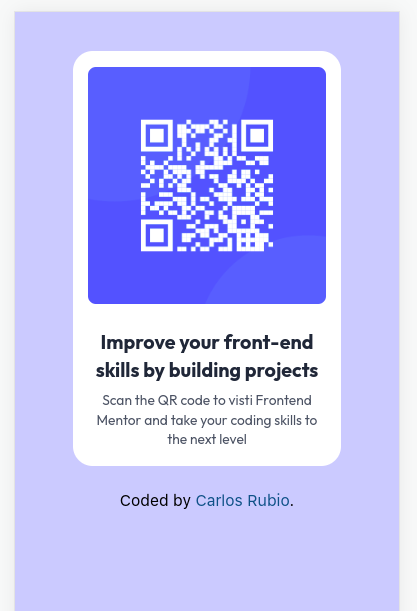 Improve your front-end
skills by building projects
Scan the QR code to visti Frontend
Mentor and take your coding skills to
the next level
Coded by Carlos Rubio.